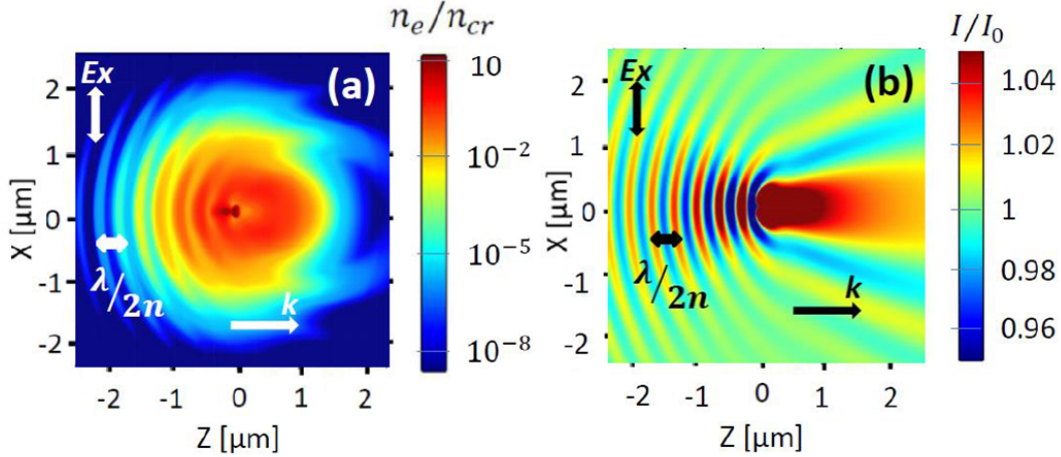 n_e/n_cr
I/I_0
(a)
Ex
λ/2n
k
10
10^-2
10^-5
10^-8
2
1
0
-1
-2
X [μm]
-2 -1 0 1 2
Z [μm]
(b)
Ex
λ/2n
k
1.04
1.02
1
0.98
0.96
2
1
0
-1
-2
X [μm]
-2 -1 0 1 2
Z [μm]